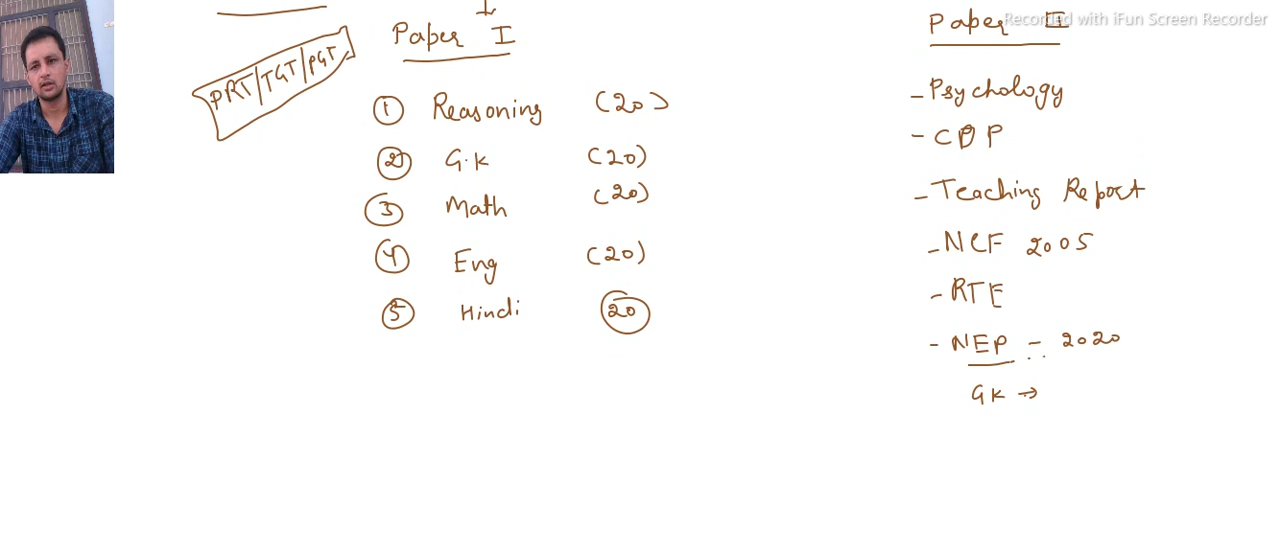 Recorded with iFun Screen Recorder
PRT/TGT/PGT
Paper I
① Reasoning (20)
② G.K (20)
③ Math (20)
④ Eng (20)
⑤ Hindi 20
Paper II
- Psychology
- CDP
- Teaching Report
- NCF 2005
- RTE
- NEP - 2020
GK →